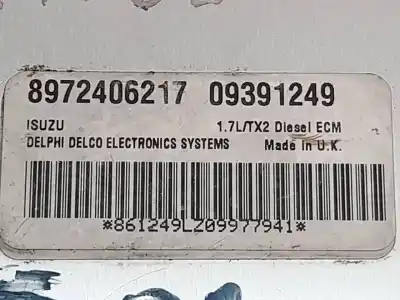 8972406217 09391249
ISUZU 1.7L/TX2 Diesel ECM
DELPHI DELCO ELECTRONICS SYSTEMS Made in U.K.
*861249LZ09977941*